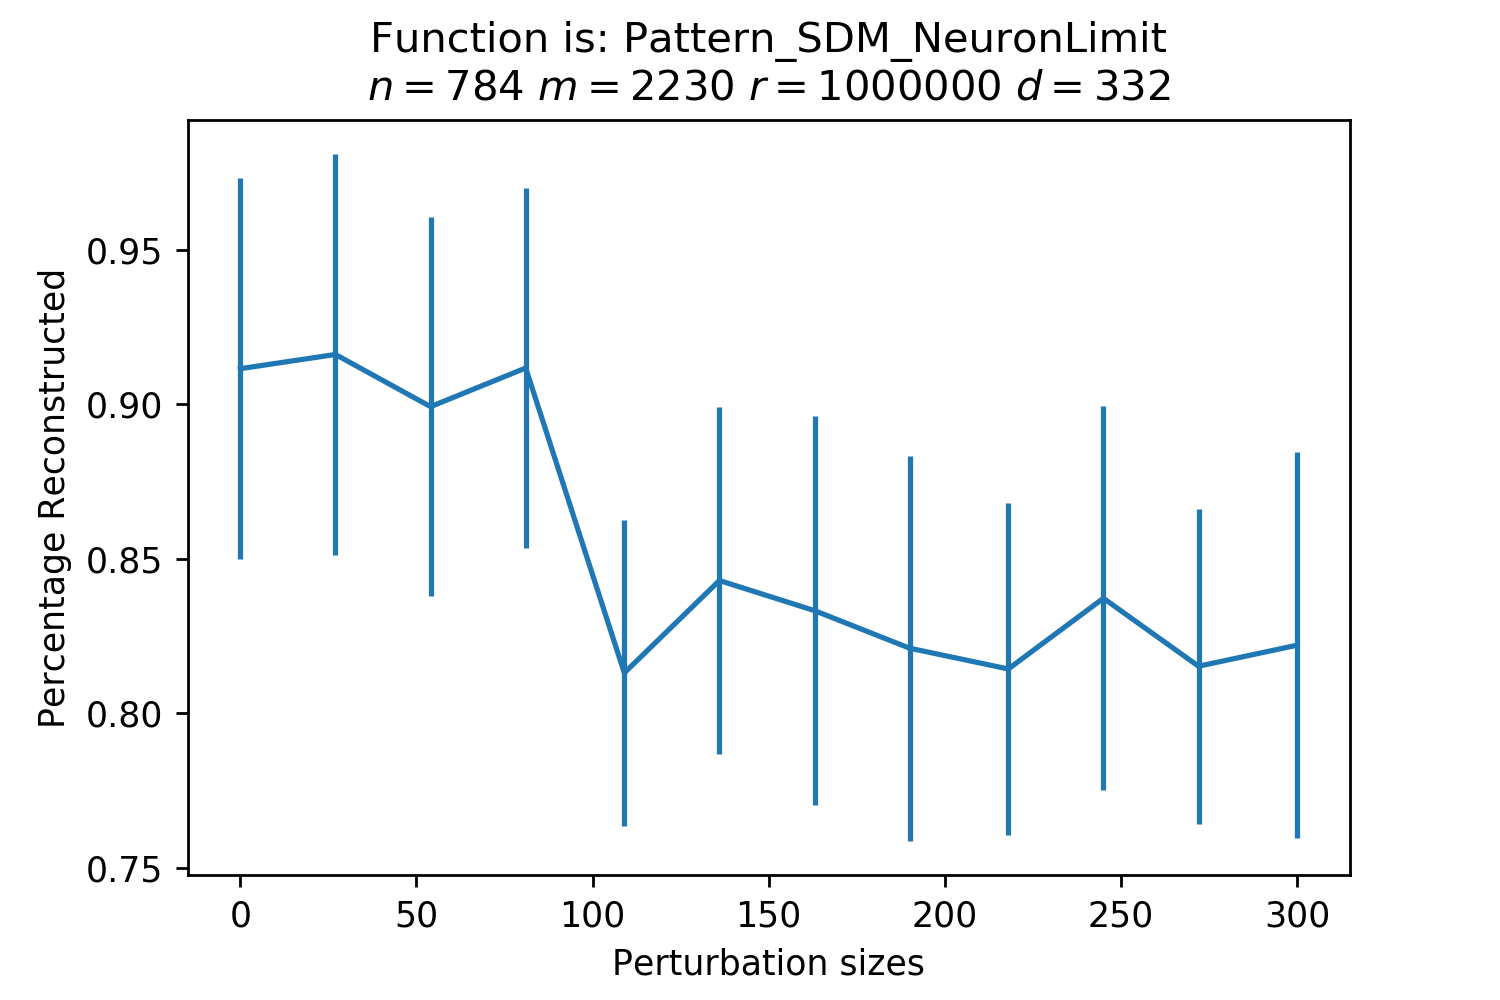 Function is: Pattern_SDM_NeuronLimit
n = 784 m = 2230 r = 1000000 d = 332
Percentage Reconstructed
0.95
0.90
0.85
0.80
0.75
0 50 100 150 200 250 300
Perturbation sizes